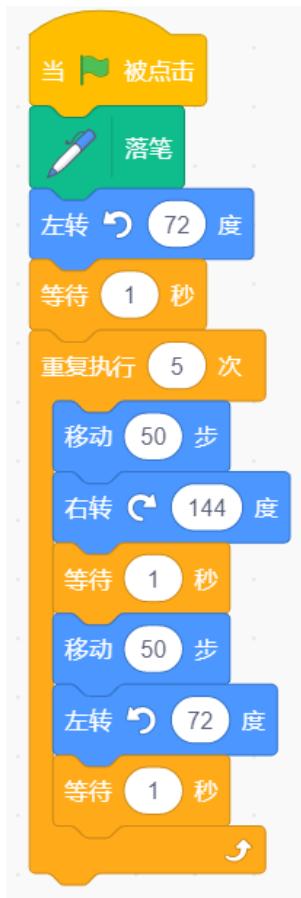 当 被点击
落笔
左转 72 度
等待 1 秒
重复执行 5 次
移动 50 步
右转 144 度
等待 1 秒
移动 50 步
左转 72 度
等待 1 秒